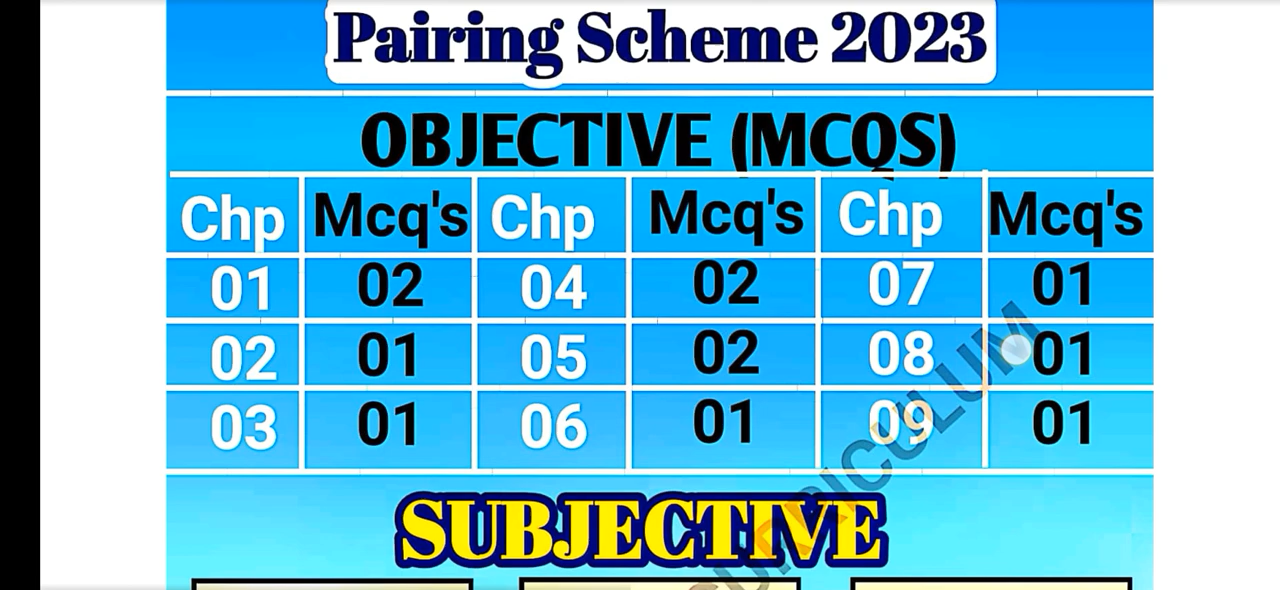 Pairing Scheme 2023
OBJECTIVE (MCQS)
Chp Mcq's Chp Mcq's Chp Mcq's
01 02 04 02 07 01
02 01 05 02 08 01
03 01 06 01 09 01
SUBJECTIVE